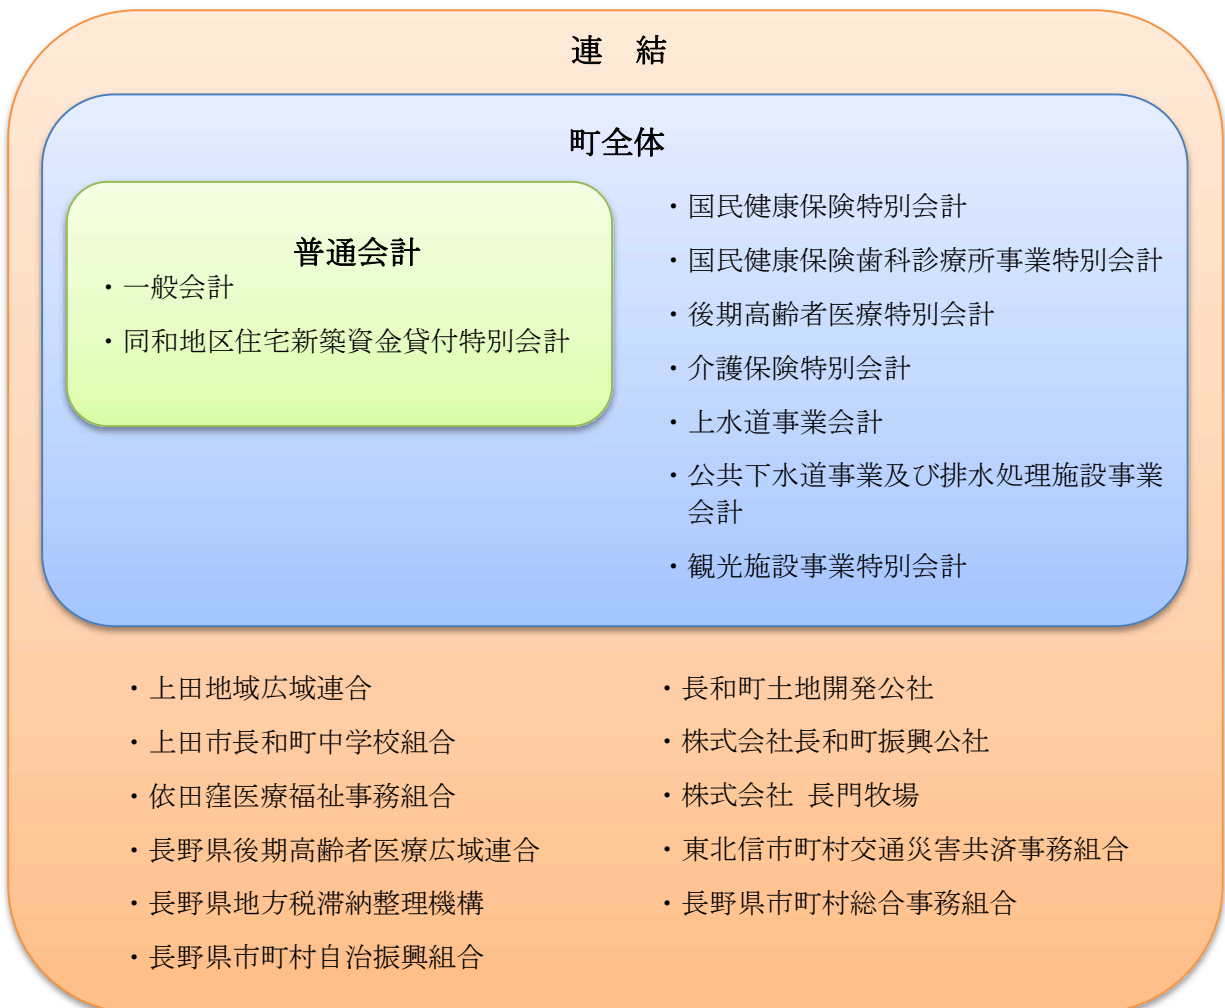 連　結
町全体
普通会計
・一般会計
・同和地区住宅新築資金貸付特別会計
・国民健康保険特別会計
・国民健康保険歯科診療所事業特別会計
・後期高齢者医療特別会計
・介護保険特別会計
・上水道事業会計
・公共下水道事業及び排水処理施設事業
会計
・観光施設事業特別会計
・上田地域広域連合
・上田市長和町中学校組合
・依田窪医療福祉事務組合
・長野県後期高齢者医療広域連合
・長野県地方税滞納整理機構
・長野県市町村自治振興組合
・長和町土地開発公社
・株式会社長和町振興公社
・株式会社 長門牧場
・東北信市町村交通災害共済事務組合
・長野県市町村総合事務組合